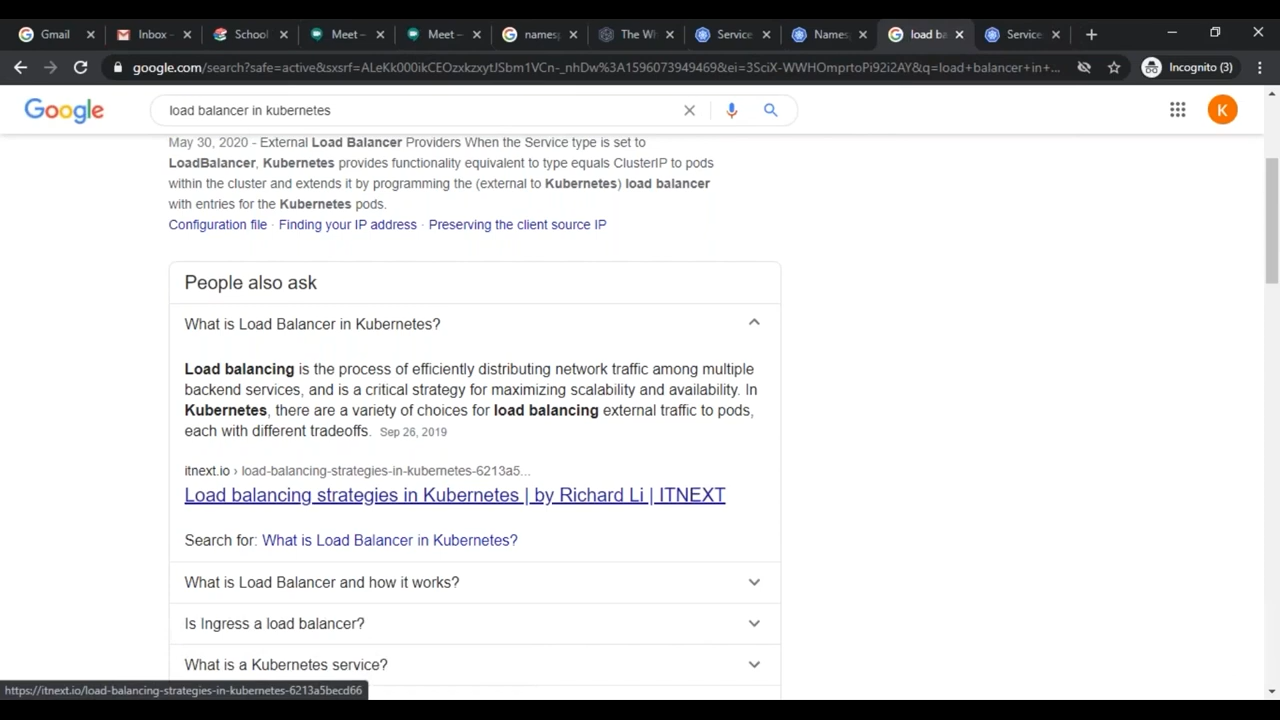 Gmail
Inbox -
School
Meet –
Meet –
names
The W
Service
Names
load ba
Service
google.com/search?safe=active&sxsrf=ALeKk000ikCEOzxkzxytJSbm1VCn-_nhDw%3A1596073949469&ei=3SciX-WWHOmprtoPi92i2AY&q=load+balancer+in+...
Incognito (3)
Google
load balancer in kubernetes
K
May 30, 2020 - External Load Balancer Providers When the Service type is set to
LoadBalancer, Kubernetes provides functionality equivalent to type equals ClusterIP to pods
within the cluster and extends it by programming the (external to Kubernetes) load balancer
with entries for the Kubernetes pods.
Configuration file · Finding your IP address · Preserving the client source IP
People also ask
What is Load Balancer in Kubernetes?
Load balancing is the process of efficiently distributing network traffic among multiple
backend services, and is a critical strategy for maximizing scalability and availability. In
Kubernetes, there are a variety of choices for load balancing external traffic to pods,
each with different tradeoffs. Sep 26, 2019
itnext.io › load-balancing-strategies-in-kubernetes-6213a5...
Load balancing strategies in Kubernetes | by Richard Li | ITNEXT
Search for: What is Load Balancer in Kubernetes?
What is Load Balancer and how it works?
Is Ingress a load balancer?
What is a Kubernetes service?
https://itnext.io/load-balancing-strategies-in-kubernetes-6213a5becd66